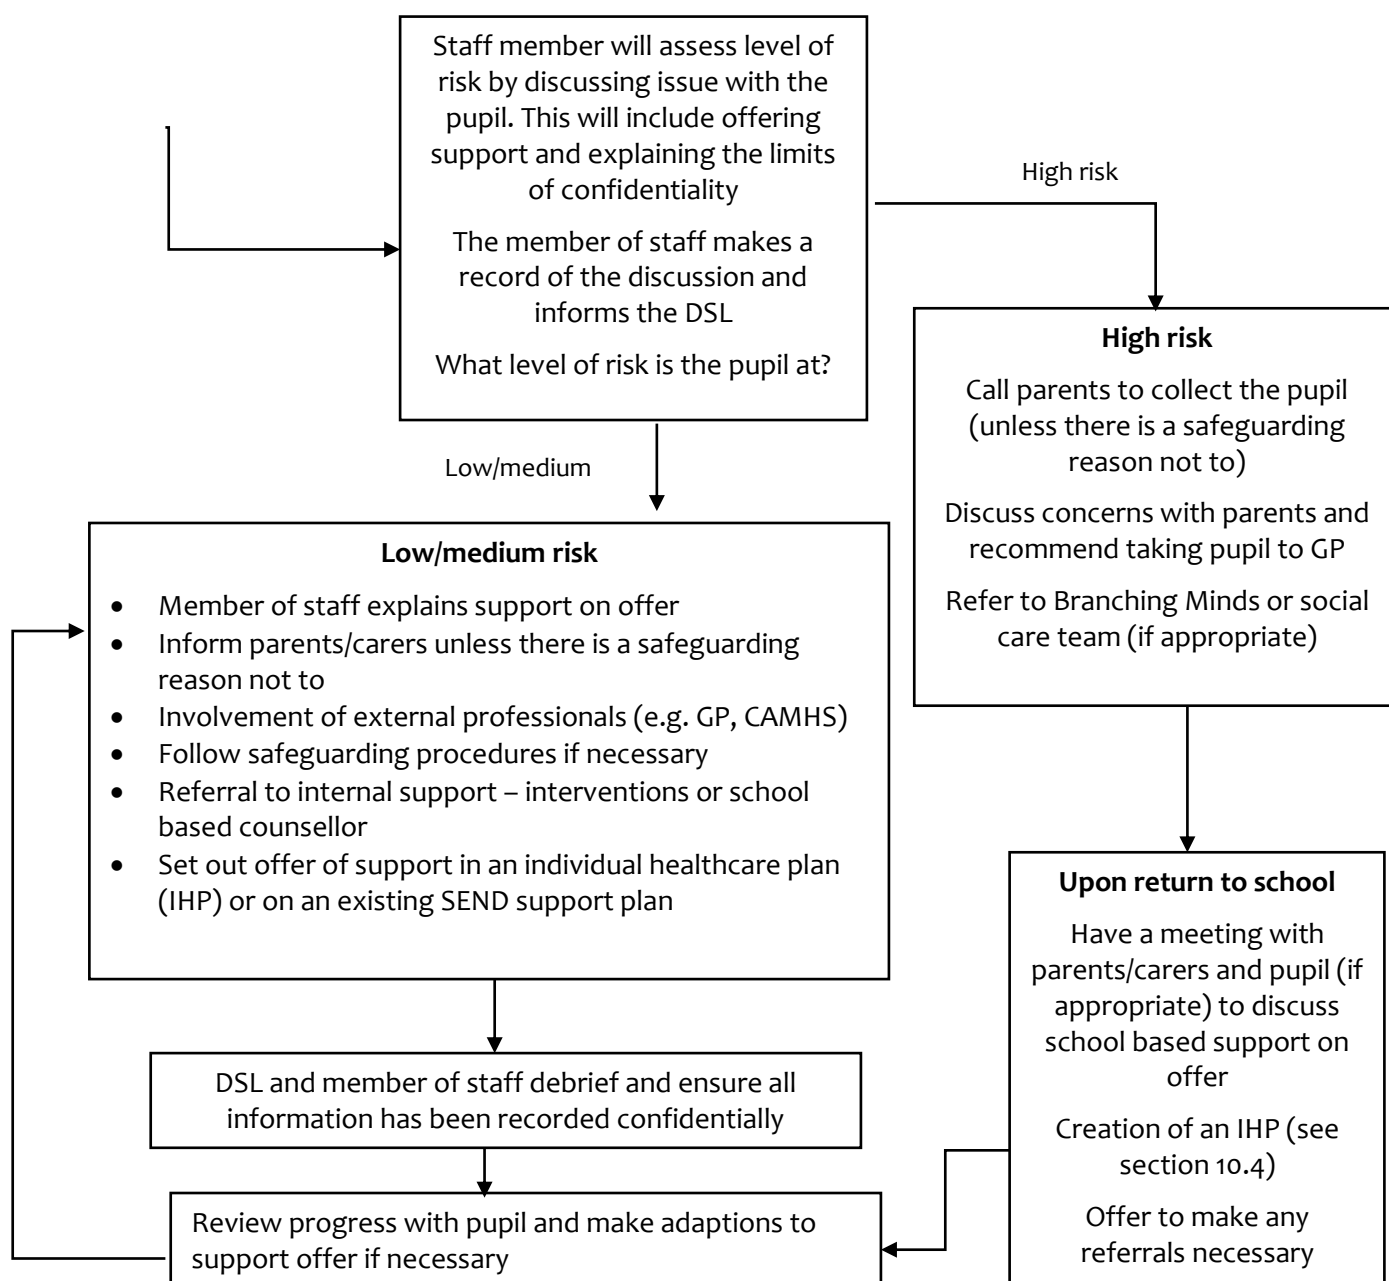 Staff member will assess level of
risk by discussing issue with the
pupil. This will include offering
support and explaining the limits
of confidentiality
The member of staff makes a
record of the discussion and
informs the DSL
What level of risk is the pupil at?
High risk
Low/medium
High risk
Call parents to collect the pupil
(unless there is a safeguarding
reason not to)
Discuss concerns with parents and
recommend taking pupil to GP
Refer to Branching Minds or social
care team (if appropriate)
Low/medium risk
• Member of staff explains support on offer
• Inform parents/carers unless there is a safeguarding
reason not to
• Involvement of external professionals (e.g. GP, CAMHS)
• Follow safeguarding procedures if necessary
• Referral to internal support – interventions or school
based counsellor
• Set out offer of support in an individual healthcare plan
(IHP) or on an existing SEND support plan
Upon return to school
Have a meeting with
parents/carers and pupil (if
appropriate) to discuss
school based support on
offer
Creation of an IHP (see
section 10.4)
Offer to make any
referrals necessary
DSL and member of staff debrief and ensure all
information has been recorded confidentially
Review progress with pupil and make adaptions to
support offer if necessary